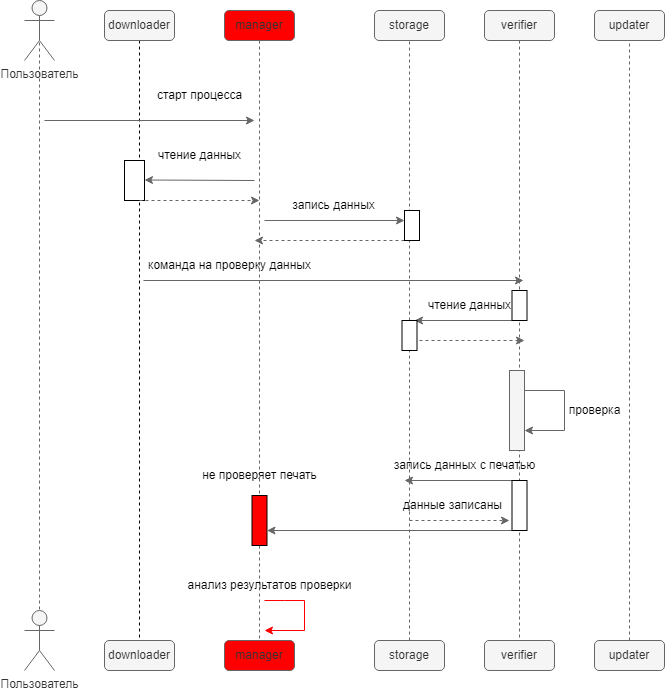 downloader
manager
storage
verifier
updater
Пользователь
старт процесса
чтение данных
запись данных
команда на проверку данных
чтение данных
проверка
запись данных с печатью
не проверяет печать
данные записаны
анализ результатов проверки
downloader
manager
storage
verifier
updater
Пользователь